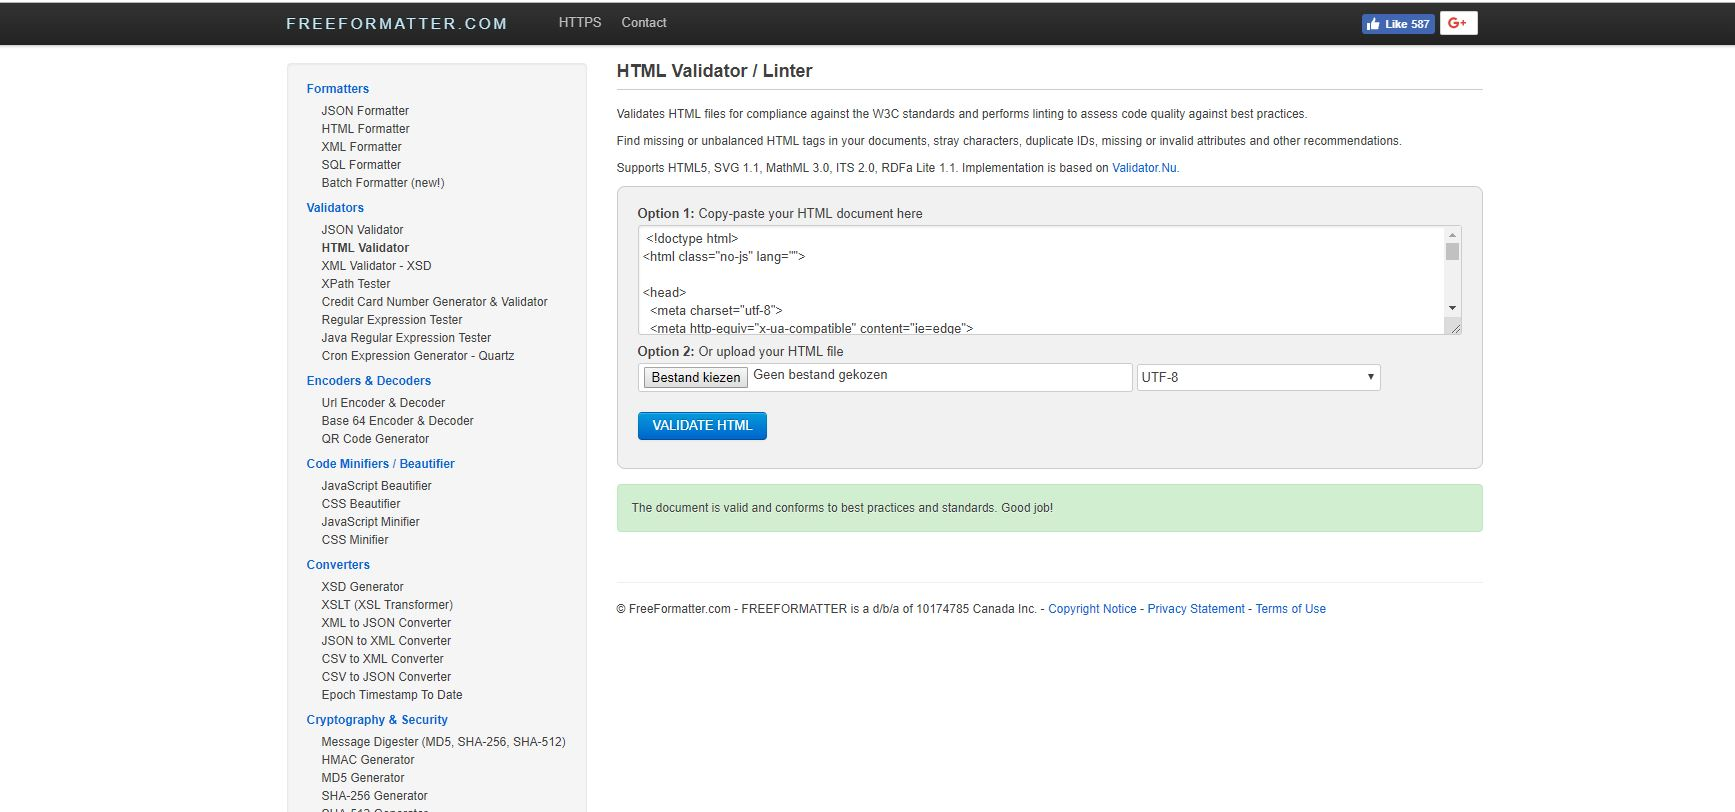 FREEFORMATTER.COM
HTTPS
Contact
Like 587
G+
Formatters
JSON Formatter
HTML Formatter
XML Formatter
SQL Formatter
Batch Formatter (new!)
Validators
JSON Validator
HTML Validator
XML Validator - XSD
XPath Tester
Credit Card Number Generator & Validator
Regular Expression Tester
Java Regular Expression Tester
Cron Expression Generator - Quartz
Encoders & Decoders
Url Encoder & Decoder
Base 64 Encoder & Decoder
QR Code Generator
Code Minifiers / Beautifier
JavaScript Beautifier
CSS Beautifier
JavaScript Minifier
CSS Minifier
Converters
XSD Generator
XSLT (XSL Transformer)
XML to JSON Converter
JSON to XML Converter
CSV to XML Converter
CSV to JSON Converter
Epoch Timestamp To Date
Cryptography & Security
Message Digester (MD5, SHA-256, SHA-512)
HMAC Generator
MD5 Generator
SHA-256 Generator
SHA-512 Generator
HTML Validator / Linter
Validates HTML files for compliance against the W3C standards and performs linting to assess code quality against best practices.
Find missing or unbalanced HTML tags in your documents, stray characters, duplicate IDs, missing or invalid attributes and other recommendations.
Supports HTML5, SVG 1.1, MathML 3.0, ITS 2.0, RDFa Lite 1.1. Implementation is based on Validator.Nu.
Option 1: Copy-paste your HTML document here
<!doctype html>
<html class="no-js" lang="">
<head>
<meta charset="utf-8">
<meta http-equiv="x-ua-compatible" content="ie=edge">
Option 2: Or upload your HTML file
Bestand kiezen Geen bestand gekozen
UTF-8
VALIDATE HTML
The document is valid and conforms to best practices and standards. Good job!
© FreeFormatter.com - FREEFORMATTER is a d/b/a of 10174785 Canada Inc. - Copyright Notice - Privacy Statement - Terms of Use